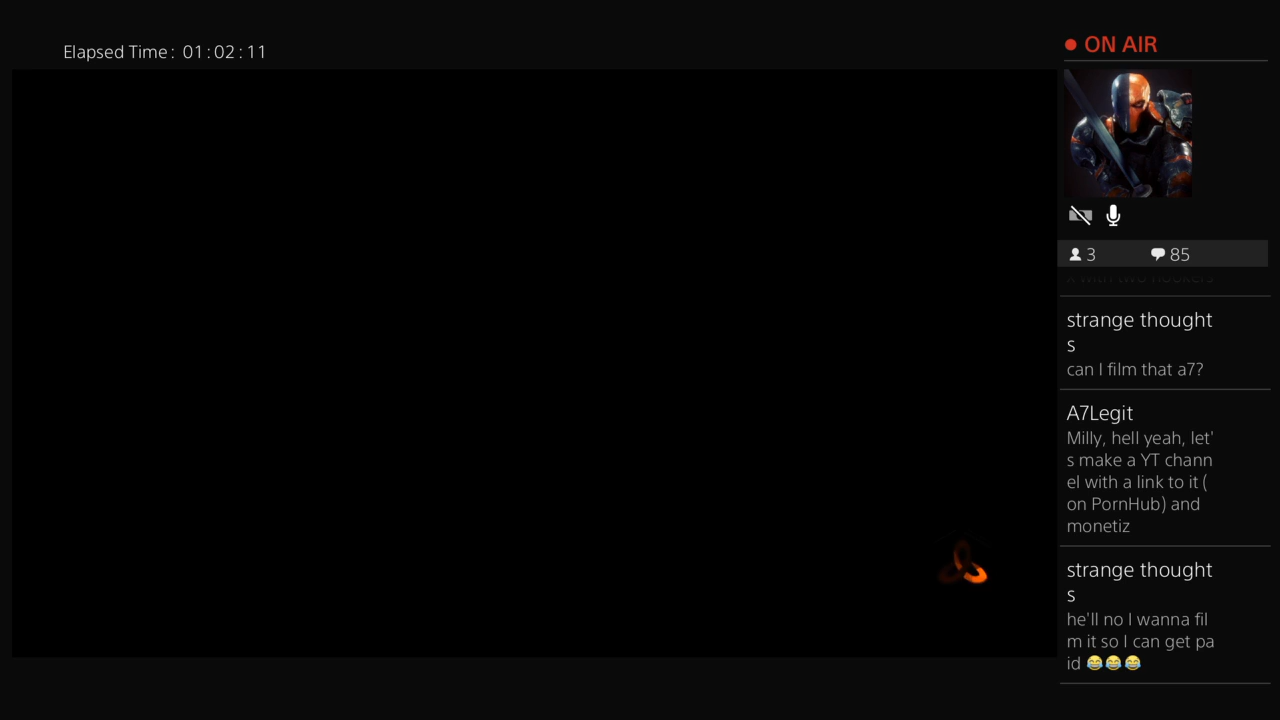 Elapsed Time: 01:02:11
ON AIR
3 85
strange thought
s
can I film that a7?
A7Legit
Milly, hell yeah, let'
s make a YT chann
el with a link to it (
on PornHub) and
monetiz
strange thought
s
he'll no I wanna fil
m it so I can get pa
id 😂😂😂